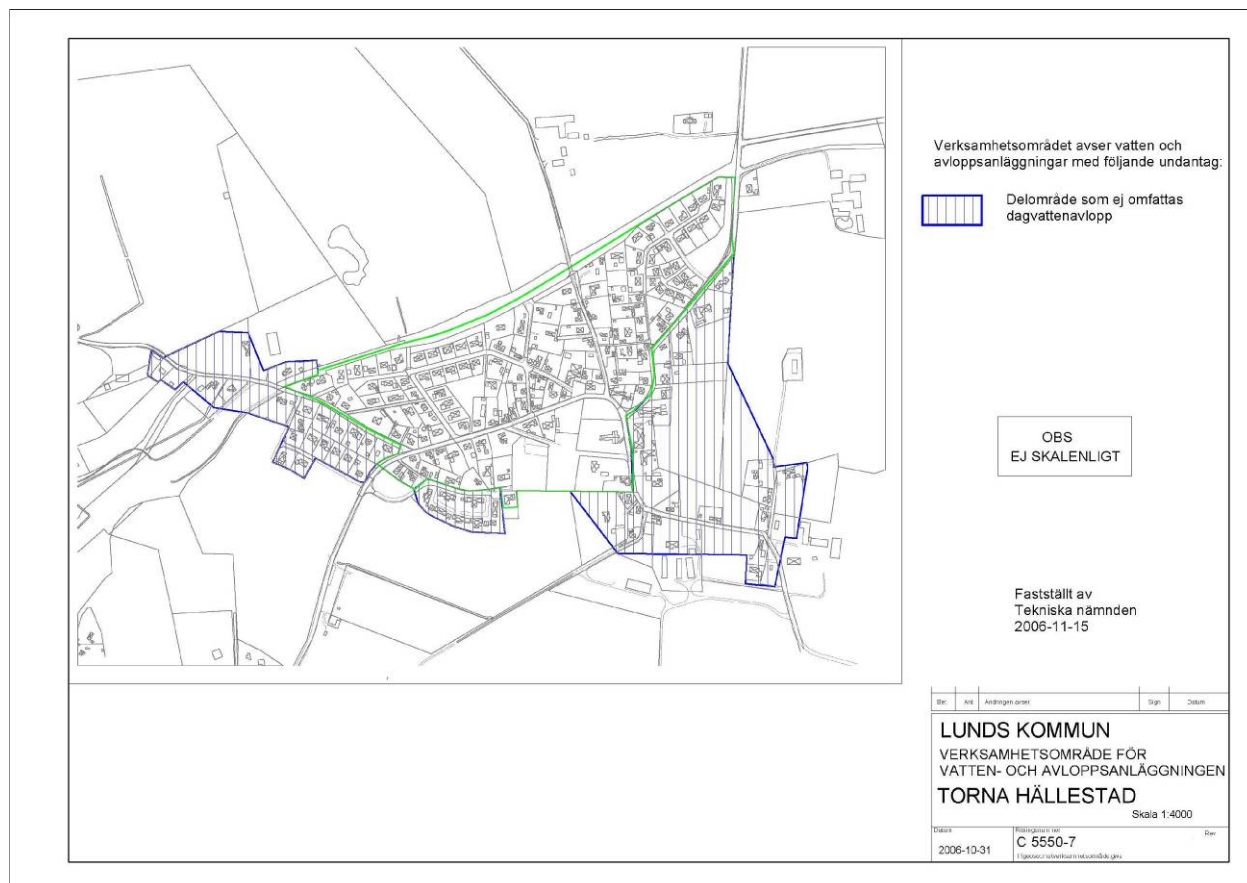 Verksamhetsområdet avser vatten och
avloppsanläggningar med följande undantag:
Delområde som ej omfattas
dagvattenavlopp
OBS
EJ SKALENLIGT
Fastställt av
Tekniska nämnden
2006-11-15
Bet Ant Ändringen avser Sign Datum
LUNDS KOMMUN
VERKSAMHETSOMRÅDE FÖR
VATTEN- OCH AVLOPPSANLÄGGNINGEN
TORNA HÄLLESTAD
Skala 1:4000
Datum Rev
2006-10-31 C 5550-7